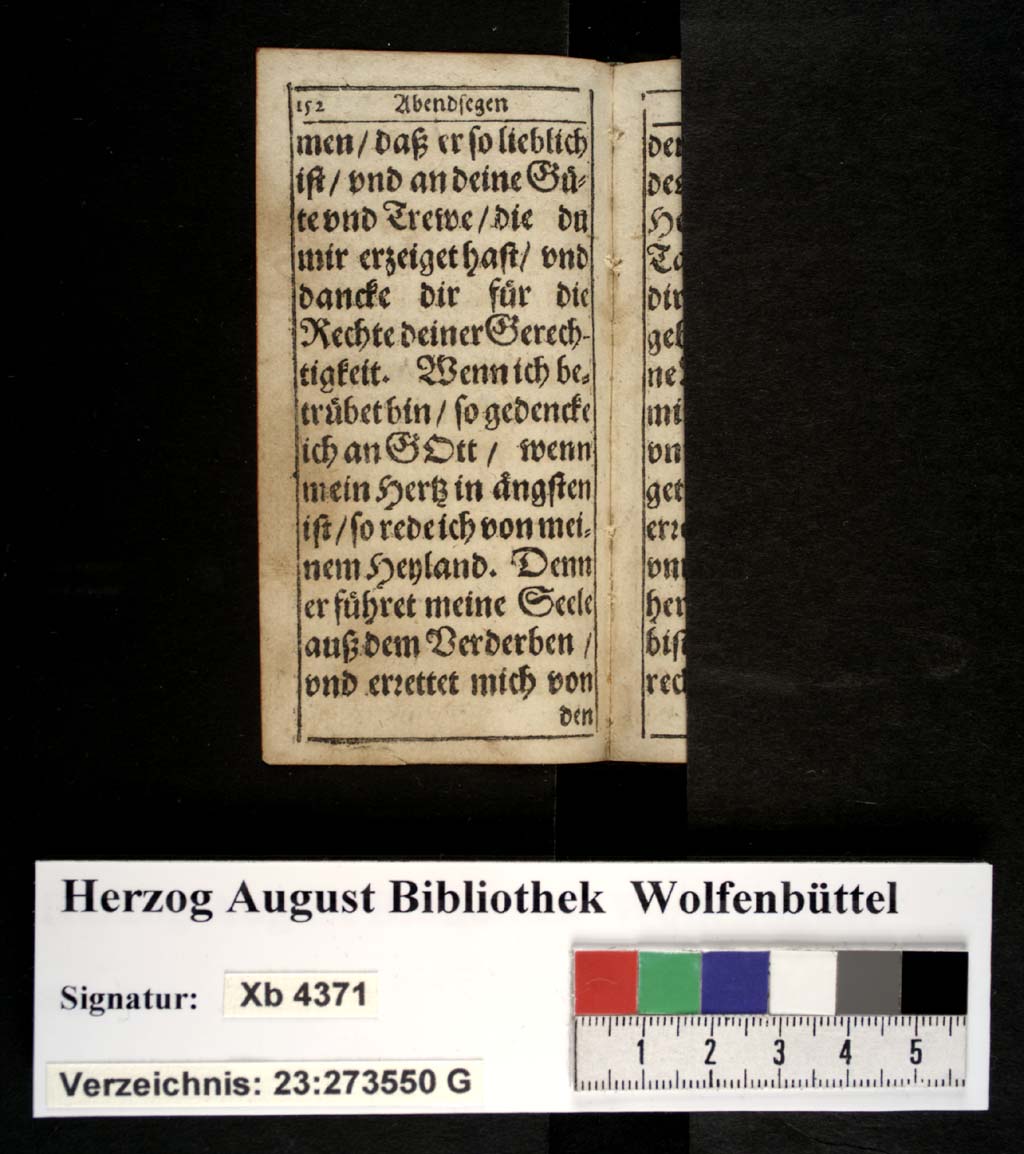 152 Abendsegen
men / daß er so lieblich
ist / vnd an deine Gü-
te vnd Trewe / die du
mir erzeiget hast / vnd
dancke dir für die
Rechte deiner Gerech-
tigkeit. Wenn ich be-
trübet bin / so gedencke
ich an GOtt / wenn
mein Hertz in ängsten
ist / so rede ich von mei-
nem Heyland. Denn
er führet meine Seele
auß dem Verderben /
vnd errettet mich von
den
Herzog August Bibliothek Wolfenbüttel
Signatur: Xb 4371
Verzeichnis: 23:273550 G
1 2 3 4 5